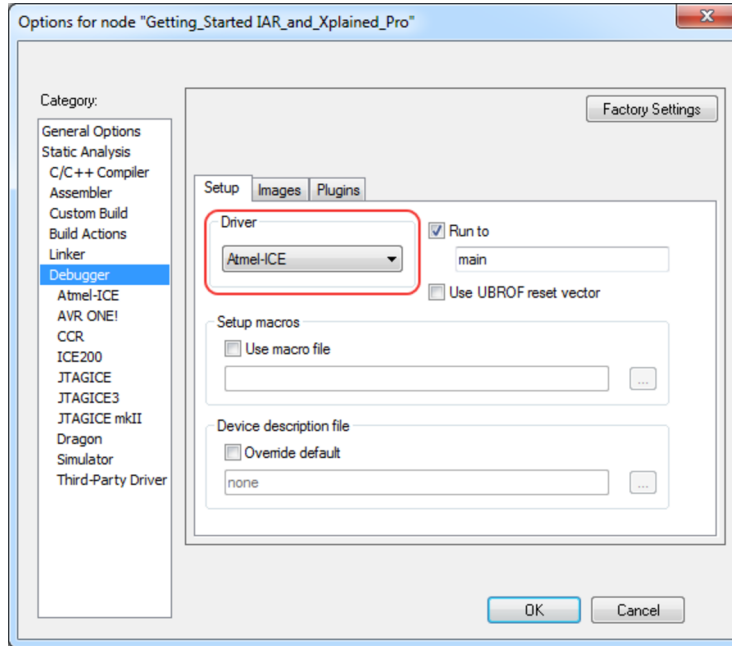 Options for node "Getting_Started IAR_and_Xplained_Pro"
X
Category:
Factory Settings
General Options
Static Analysis
C/C++ Compiler
Assembler
Custom Build
Build Actions
Linker
Debugger
Atmel-ICE
AVR ONE!
CCR
ICE200
JTAGICE
JTAGICE3
JTAGICE mkII
Dragon
Simulator
Third-Party Driver
Setup
Images
Plugins
Driver
Atmel-ICE
Run to
main
Use UBROF reset vector
Setup macros
Use macro file
...
Device description file
Override default
none
...
OK
Cancel